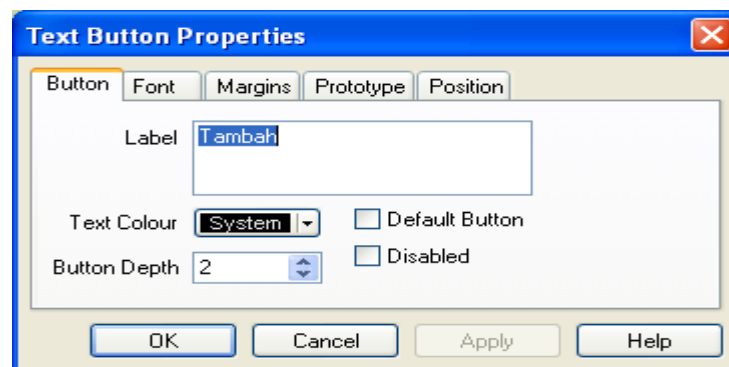 Text Button Properties
Button Font Margins Prototype Position
Label Tambah
Text Colour System Default Button
Disabled
Button Depth 2
OK Cancel Apply Help